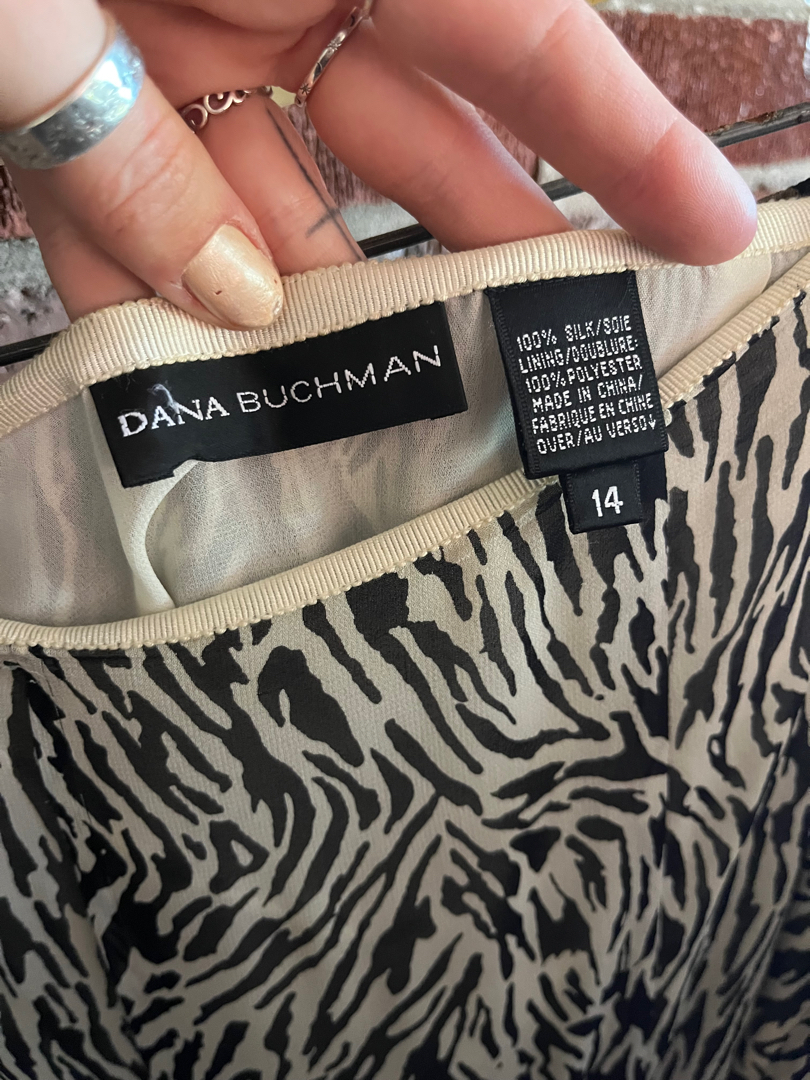 DANA BUCHMAN
100% SILK/SOIE
LINING/DOUBLURE:
100% POLYESTER
MADE IN CHINA/
FABRIQUE EN CHINE
OVER/AU VERSO↓
14